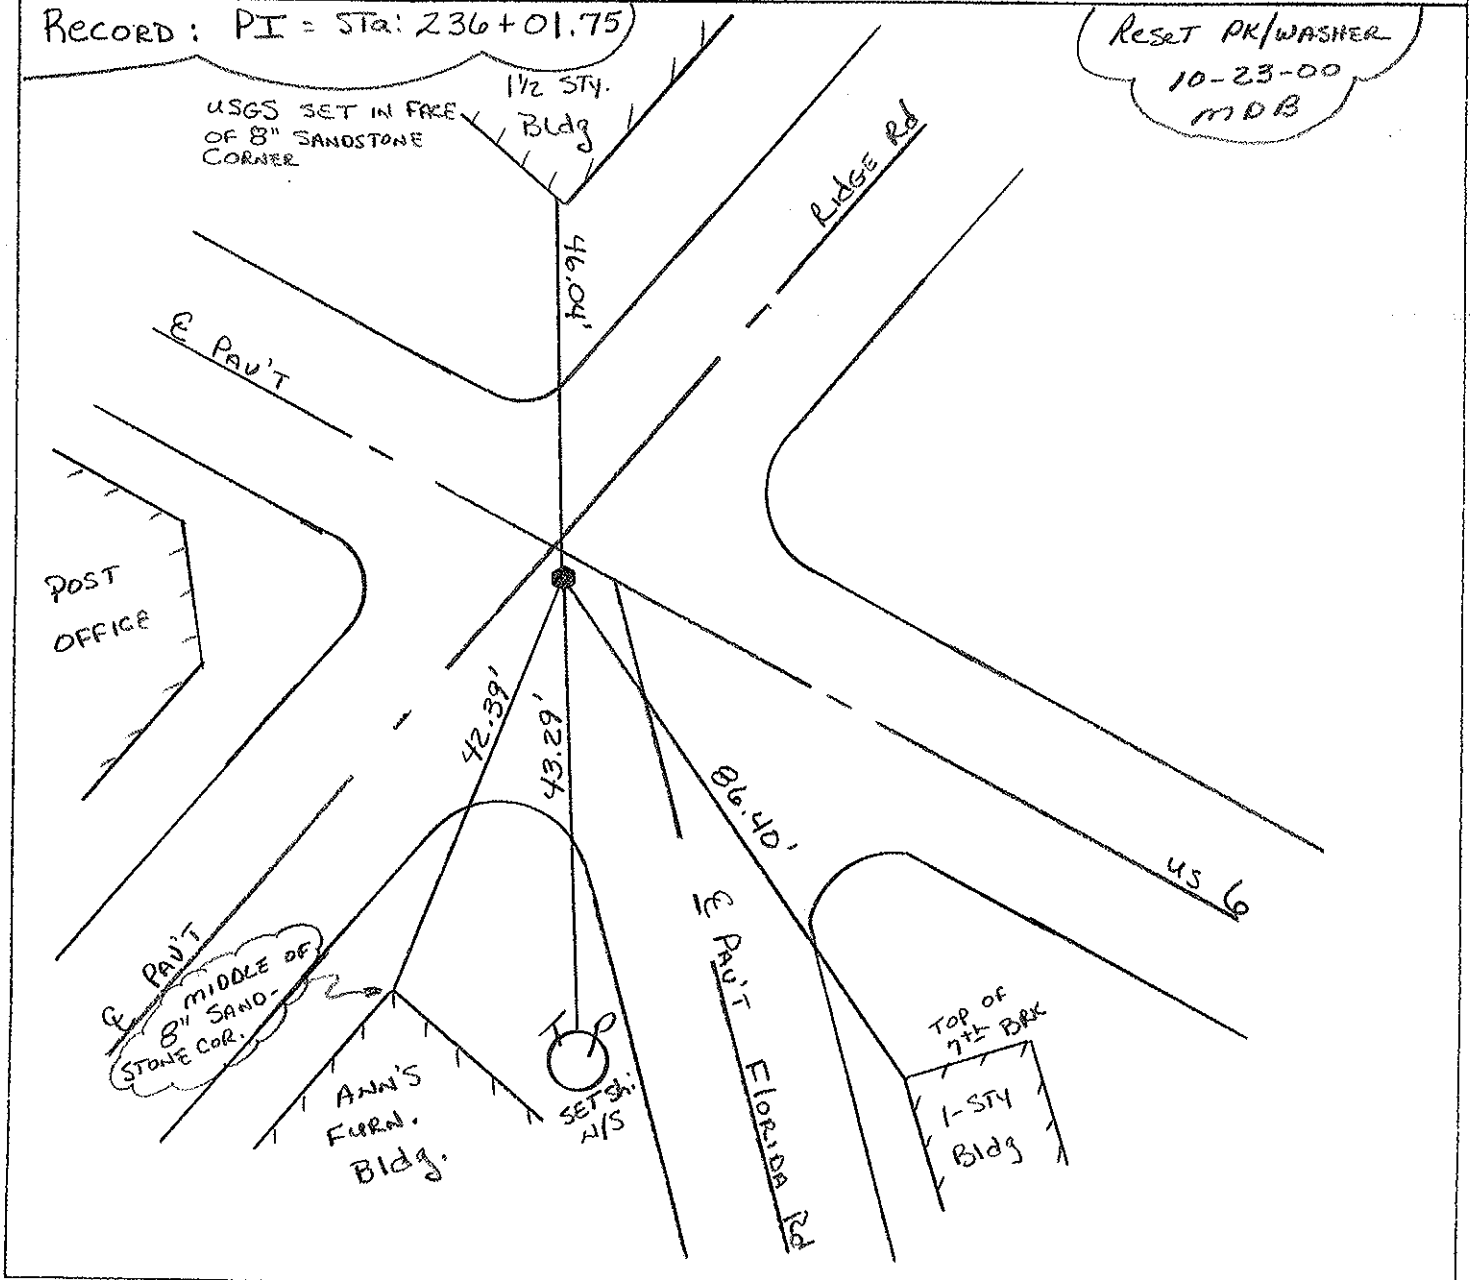 RECORD: PI = STA: 236+01.75
RESET PK/WASHER
10-23-00
MDB
USGS SET IN FACE
OF 8" SANDSTONE
CORNER
1½ STY.
Bldg
RIDGE Rd
46.04'
℄ PAV'T
POST
OFFICE
42.39'
43.29'
86.40'
US 6
℄ PAV'T
MIDDLE OF
8" SAND-
STONE COR.
ANN'S
FURN.
Bldg.
N/S
℄ PAV'T FLORIDA Rd
TOP OF
7th BRK
1-STY
Bldg